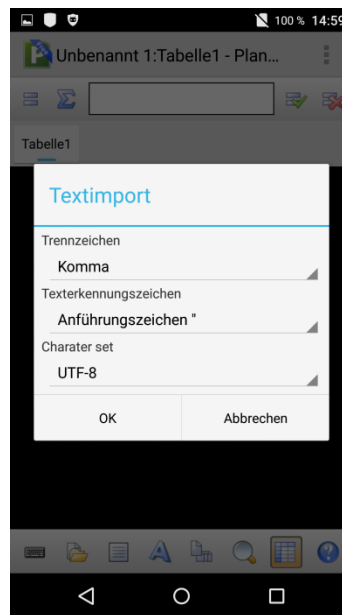 100 % 14:59
Unbenannt 1:Tabelle1 - Plan...
Tabelle1
Textimport
Trennzeichen
Komma
Texterkennungszeichen
Anführungszeichen "
Charater set
UTF-8
OK Abbrechen